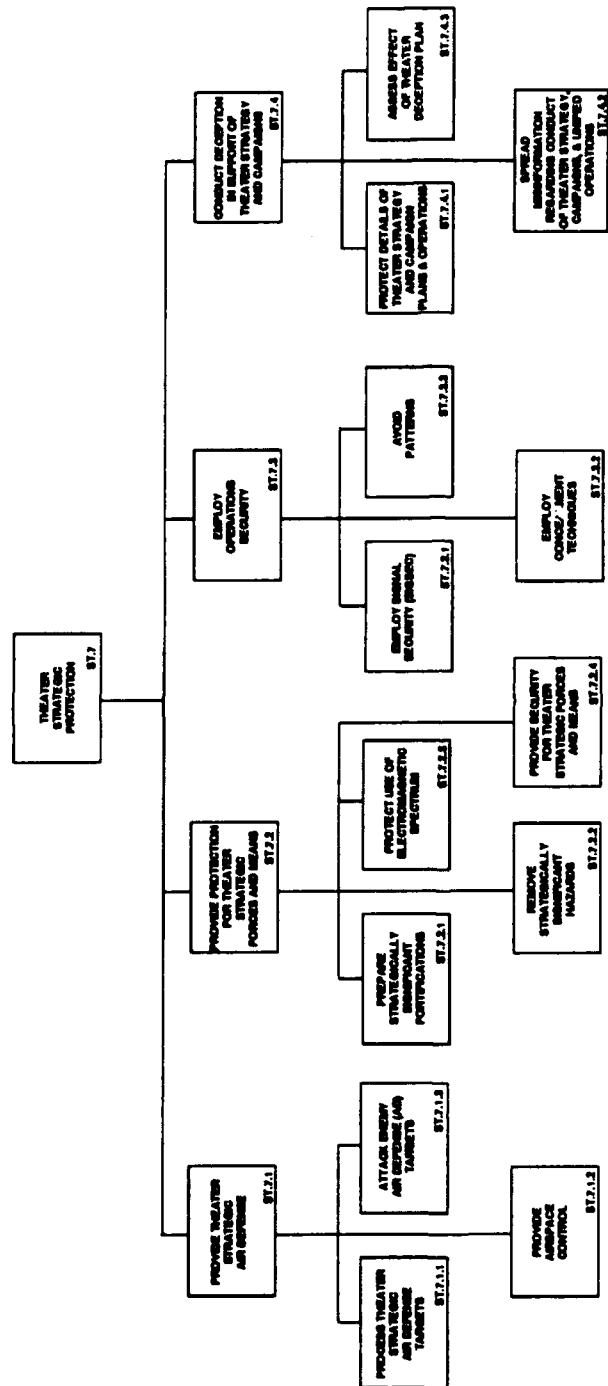 THEATER
STRATEGIC
PROTECTION
ST.7
PROVIDE THEATER
STRATEGIC
AIR DEFENSE
ST.7.1
PROVIDE PROTECTION
FOR THEATER
STRATEGIC
FORCES AND MEANS
ST.7.2
EMPLOY
OPERATIONS
SECURITY
ST.7.3
CONDUCT DECEPTION
IN SUPPORT OF
THEATER STRATEGY
AND CAMPAIGNS
ST.7.4
PROCESS THEATER
STRATEGIC
AIR DEFENSE
TARGETS
ST.7.1.1
ATTACK ENEMY
AIR DEFENSE (AIR)
TARGETS
ST.7.1.3
PREPARE
STRATEGICALLY
SIGNIFICANT
FORTIFICATIONS
ST.7.2.1
PROTECT USE OF
ELECTROMAGNETIC
SPECTRUM
ST.7.2.3
EMPLOY SIGNAL
SECURITY (SIGSEC)
ST.7.3.1
AVOID
PATTERNS
ST.7.3.3
PROTECT DETAILS OF
THEATER STRATEGY
AND CAMPAIGN
PLANS & OPERATIONS
ST.7.4.1
ASSESS EFFECT
OF THEATER
DECEPTION PLAN
ST.7.4.3
PROVIDE
AIRSPACE
CONTROL
ST.7.1.2
REMOVE
STRATEGICALLY
SIGNIFICANT
HAZARDS
ST.7.2.2
PROVIDE SECURITY
FOR THEATER
STRATEGIC FORCES
AND MEANS
ST.7.2.4
EMPLOY
TECHNIQUES
ST.7.3.2
SPREAD
MISINFORMATION
REGARDING CONDUCT
OF THEATER STRATEGY,
CAMPAIGNS, & UNIFIED
OPERATIONS
ST.7.4.2